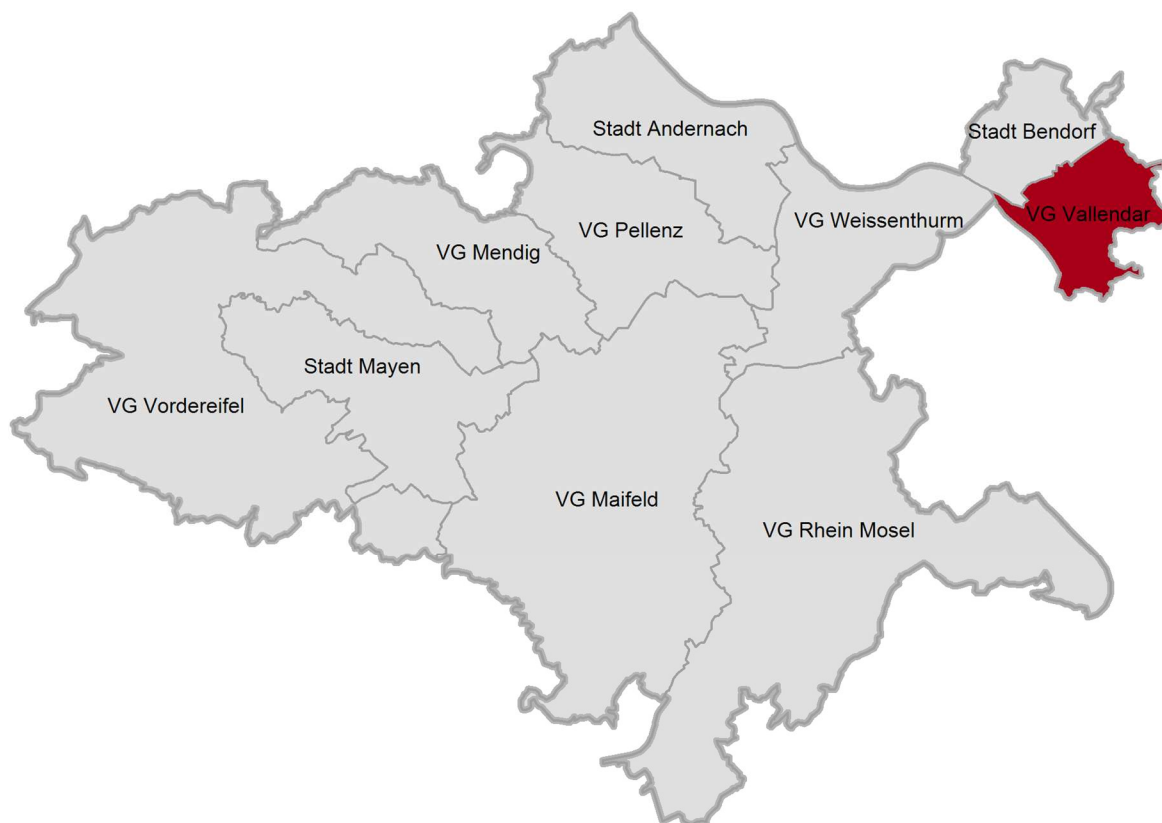 Stadt Andernach
Stadt Bendorf
VG Vallendar
VG Weissenthurm
VG Pellenz
VG Mendig
Stadt Mayen
VG Vordereifel
VG Maifeld
VG Rhein Mosel